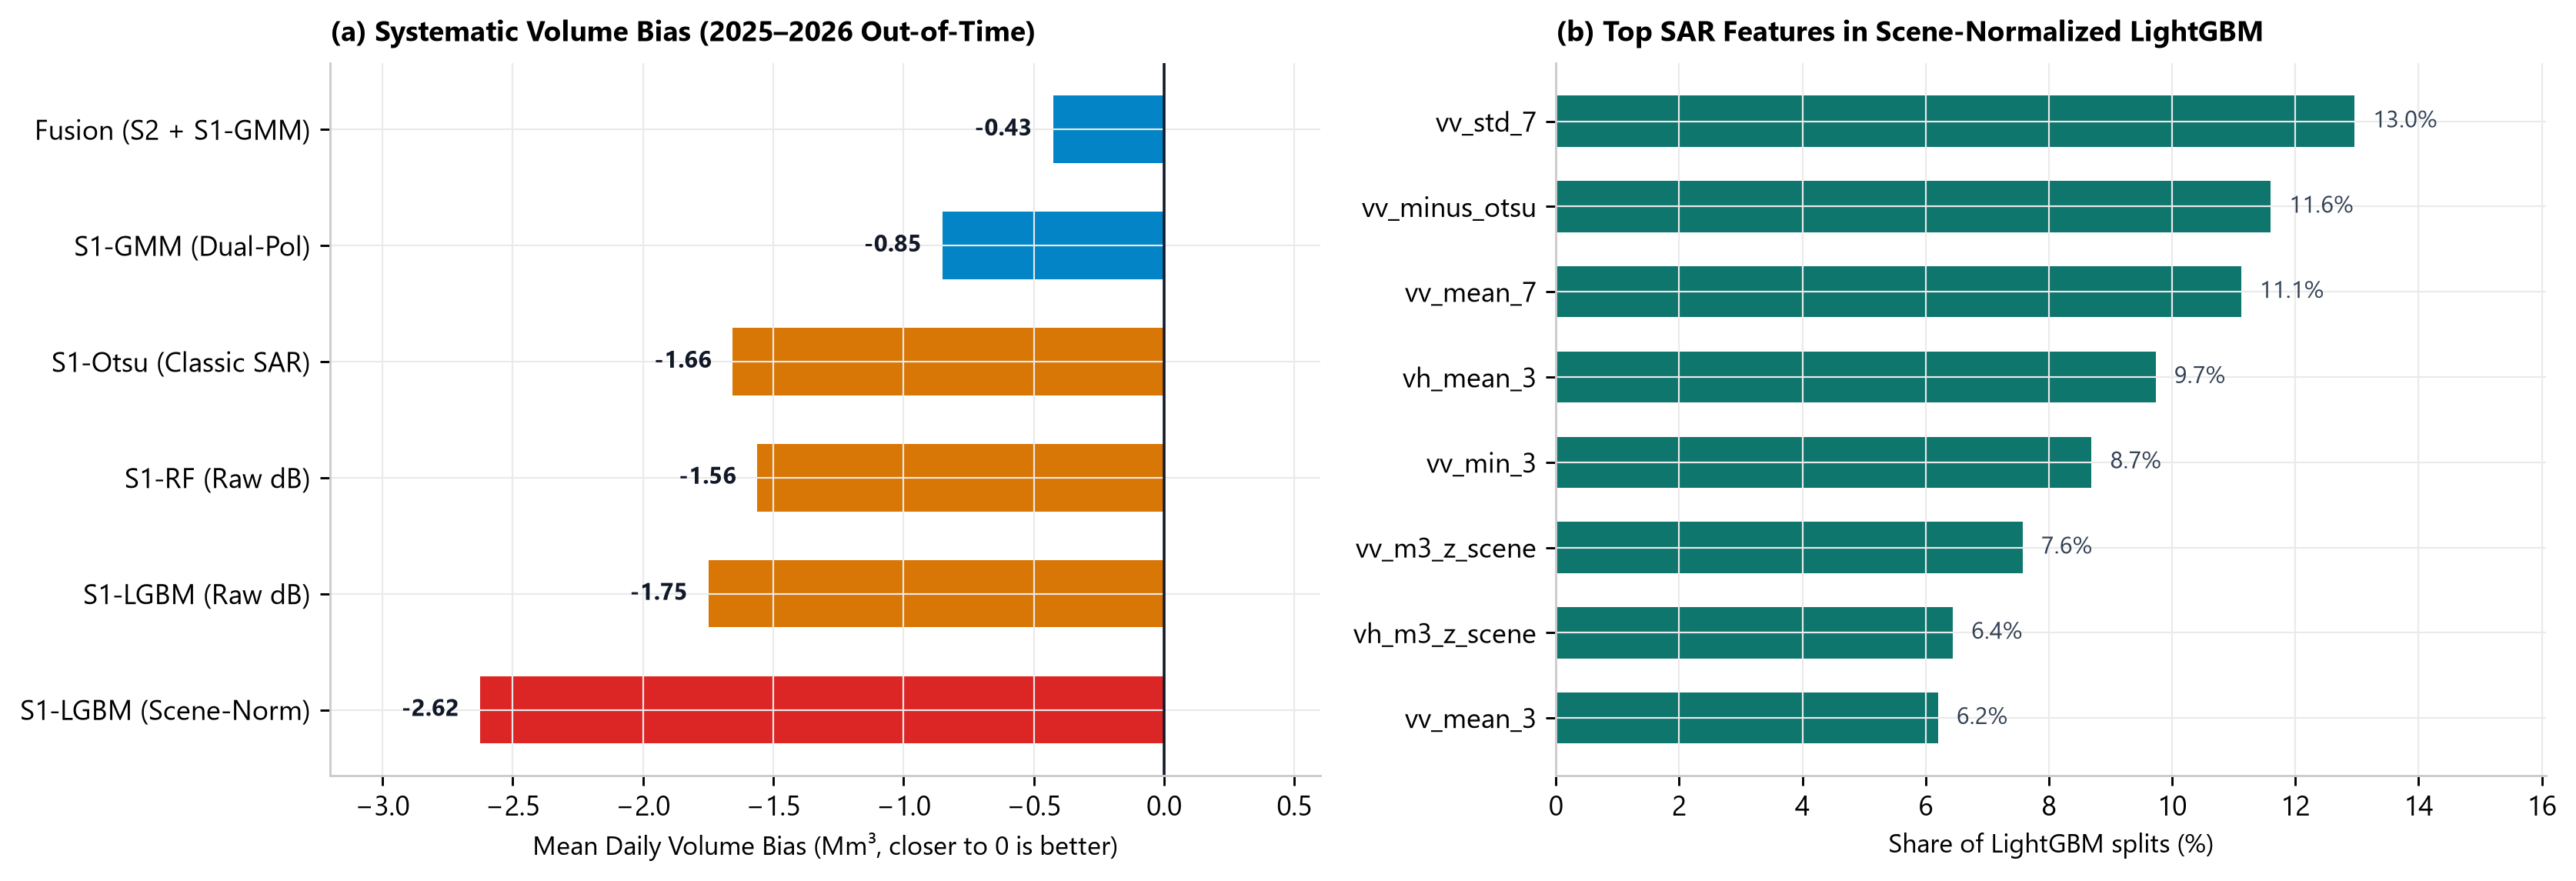 (a) Systematic Volume Bias (2025–2026 Out-of-Time)
Fusion (S2 + S1-GMM)
-0.43
S1-GMM (Dual-Pol)
-0.85
S1-Otsu (Classic SAR)
-1.66
S1-RF (Raw dB)
-1.56
S1-LGBM (Raw dB)
-1.75
S1-LGBM (Scene-Norm)
-2.62
−3.0 −2.5 −2.0 −1.5 −1.0 −0.5 0.0 0.5
Mean Daily Volume Bias (Mm³, closer to 0 is better)
(b) Top SAR Features in Scene-Normalized LightGBM
vv_std_7
13.0%
vv_minus_otsu
11.6%
vv_mean_7
11.1%
vh_mean_3
9.7%
vv_min_3
8.7%
vv_m3_z_scene
7.6%
vh_m3_z_scene
6.4%
vv_mean_3
6.2%
0 2 4 6 8 10 12 14 16
Share of LightGBM splits (%)